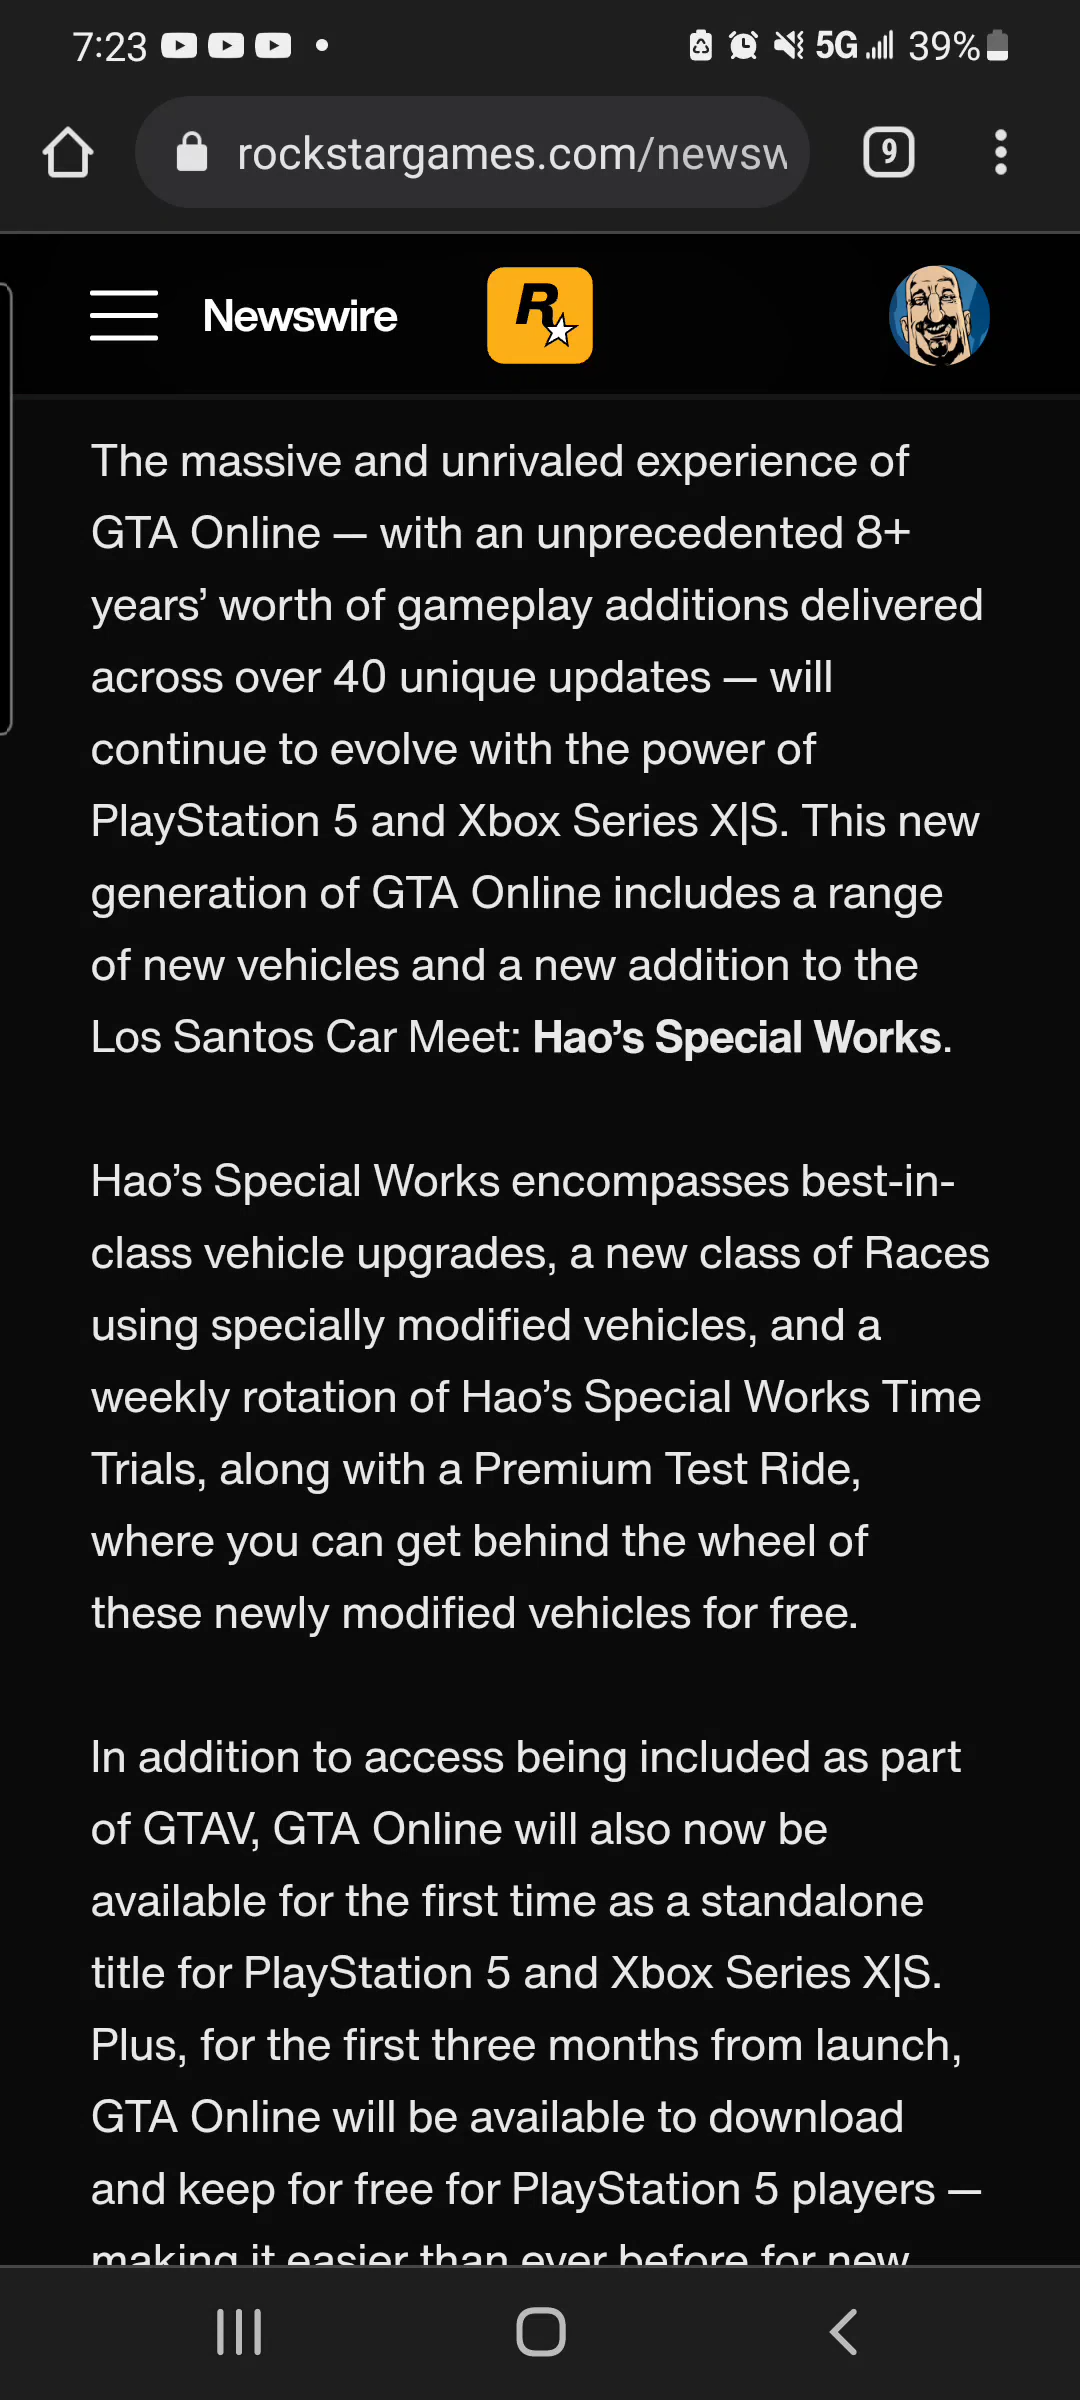 7:23
5G 39%
rockstargames.com/newsw
9
Newswire
R
The massive and unrivaled experience of
GTA Online — with an unprecedented 8+
years’ worth of gameplay additions delivered
across over 40 unique updates — will
continue to evolve with the power of
PlayStation 5 and Xbox Series X|S. This new
generation of GTA Online includes a range
of new vehicles and a new addition to the
Los Santos Car Meet: Hao’s Special Works.
Hao’s Special Works encompasses best-in-
class vehicle upgrades, a new class of Races
using specially modified vehicles, and a
weekly rotation of Hao’s Special Works Time
Trials, along with a Premium Test Ride,
where you can get behind the wheel of
these newly modified vehicles for free.
In addition to access being included as part
of GTAV, GTA Online will also now be
available for the first time as a standalone
title for PlayStation 5 and Xbox Series X|S.
Plus, for the first three months from launch,
GTA Online will be available to download
and keep for free for PlayStation 5 players —
making it easier than ever before for new